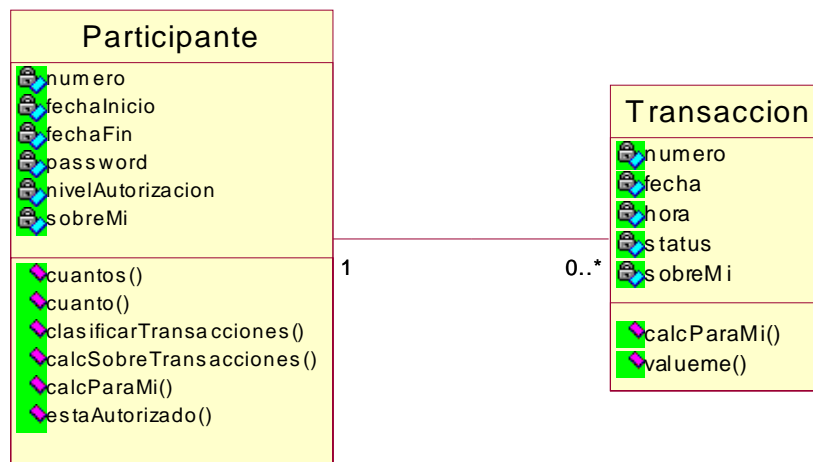 Participante
numero
fechaInicio
fechaFin
password
nivelAutorizacion
sobreMi
cuantos()
cuanto()
clasificarTransacciones()
calcSobreTransacciones()
calcParaMi()
estaAutorizado()
1
0..*
Transaccion
numero
fecha
hora
status
sobreMi
calcParaMi()
valueme()